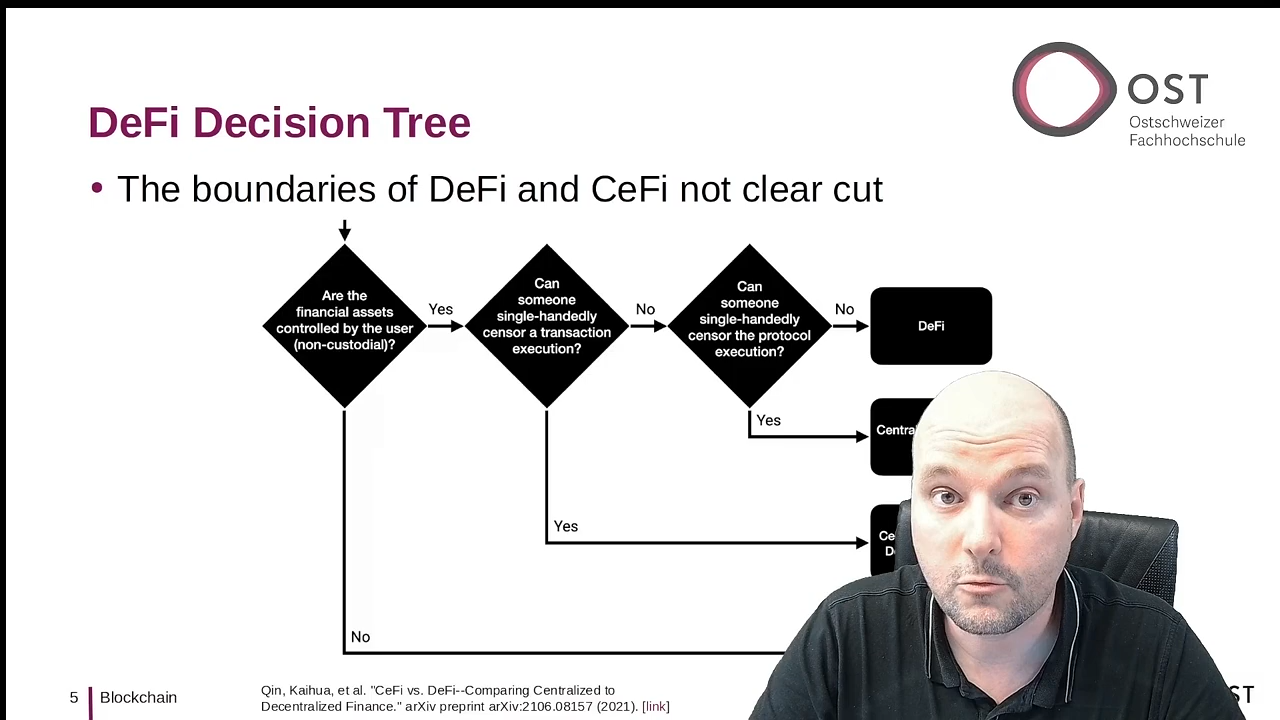 OST
Ostschweizer
Fachhochschule
DeFi Decision Tree
• The boundaries of DeFi and CeFi not clear cut
Are the
financial assets
controlled by the user
(non-custodial)?
Yes
Can
someone
single-handedly
censor a transaction
execution?
No
Can
someone
single-handedly
censor the protocol
execution?
No
DeFi
Yes
Yes
No
5
Blockchain
Qin, Kaihua, et al. "CeFi vs. DeFi--Comparing Centralized to
Decentralized Finance." arXiv preprint arXiv:2106.08157 (2021). [link]